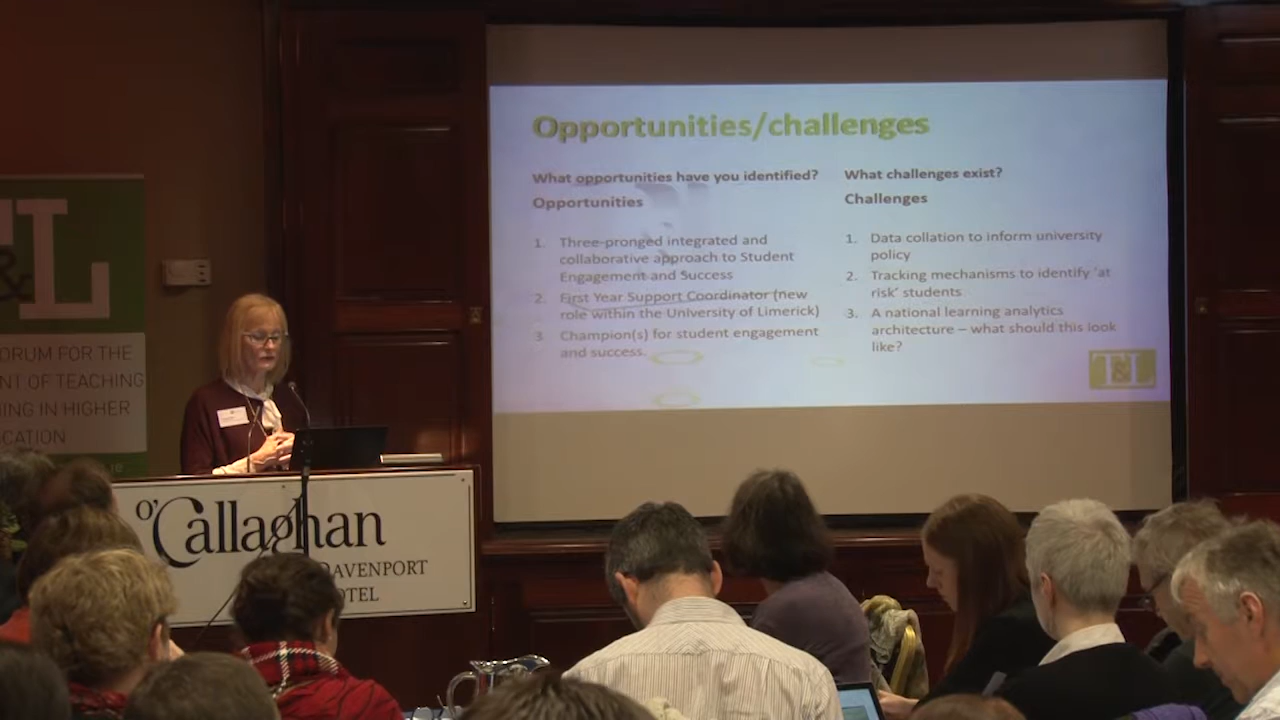 Opportunities/challenges
What opportunities have you identified?
Opportunities
1. Three-pronged integrated and
collaborative approach to Student
Engagement and Success
2. First Year Support Coordinator (new
role within the University of Limerick)
3 Champion(s) for student engagement
and success.
What challenges exist?
Challenges
1. Data collation to inform university
policy
2. Tracking mechanisms to identify ‘at
risk’ students
3. A national learning analytics
architecture – what should this look
like?
T&L
&L
ORUM FOR THE
NT OF TEACHING
ING IN HIGHER
CATION
O'Callaghan
DAVENPORT
OTEL